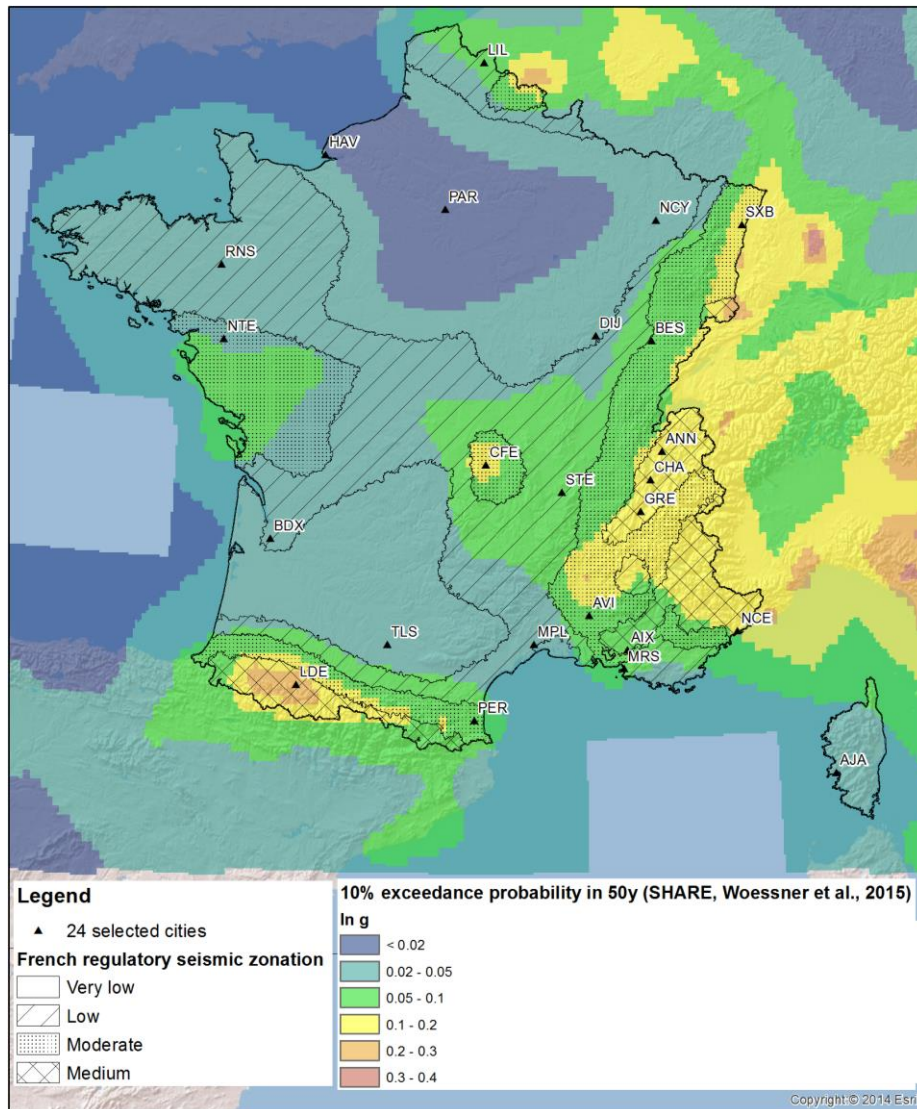 LIL
HAV
PAR
NCY
SXB
RNS
NTE
DIJ
BES
ANN
CFE
CHA
STE
GRE
BDX
AVI
NCE
TLS
MPL
AIX
MRS
LDE
PER
AJA
Legend
24 selected cities
French regulatory seismic zonation
Very low
Low
Moderate
Medium
10% exceedance probability in 50y (SHARE, Woessner et al., 2015)
In g
< 0.02
0.02 - 0.05
0.05 - 0.1
0.1 - 0.2
0.2 - 0.3
0.3 - 0.4
Copyright:© 2014 Esri